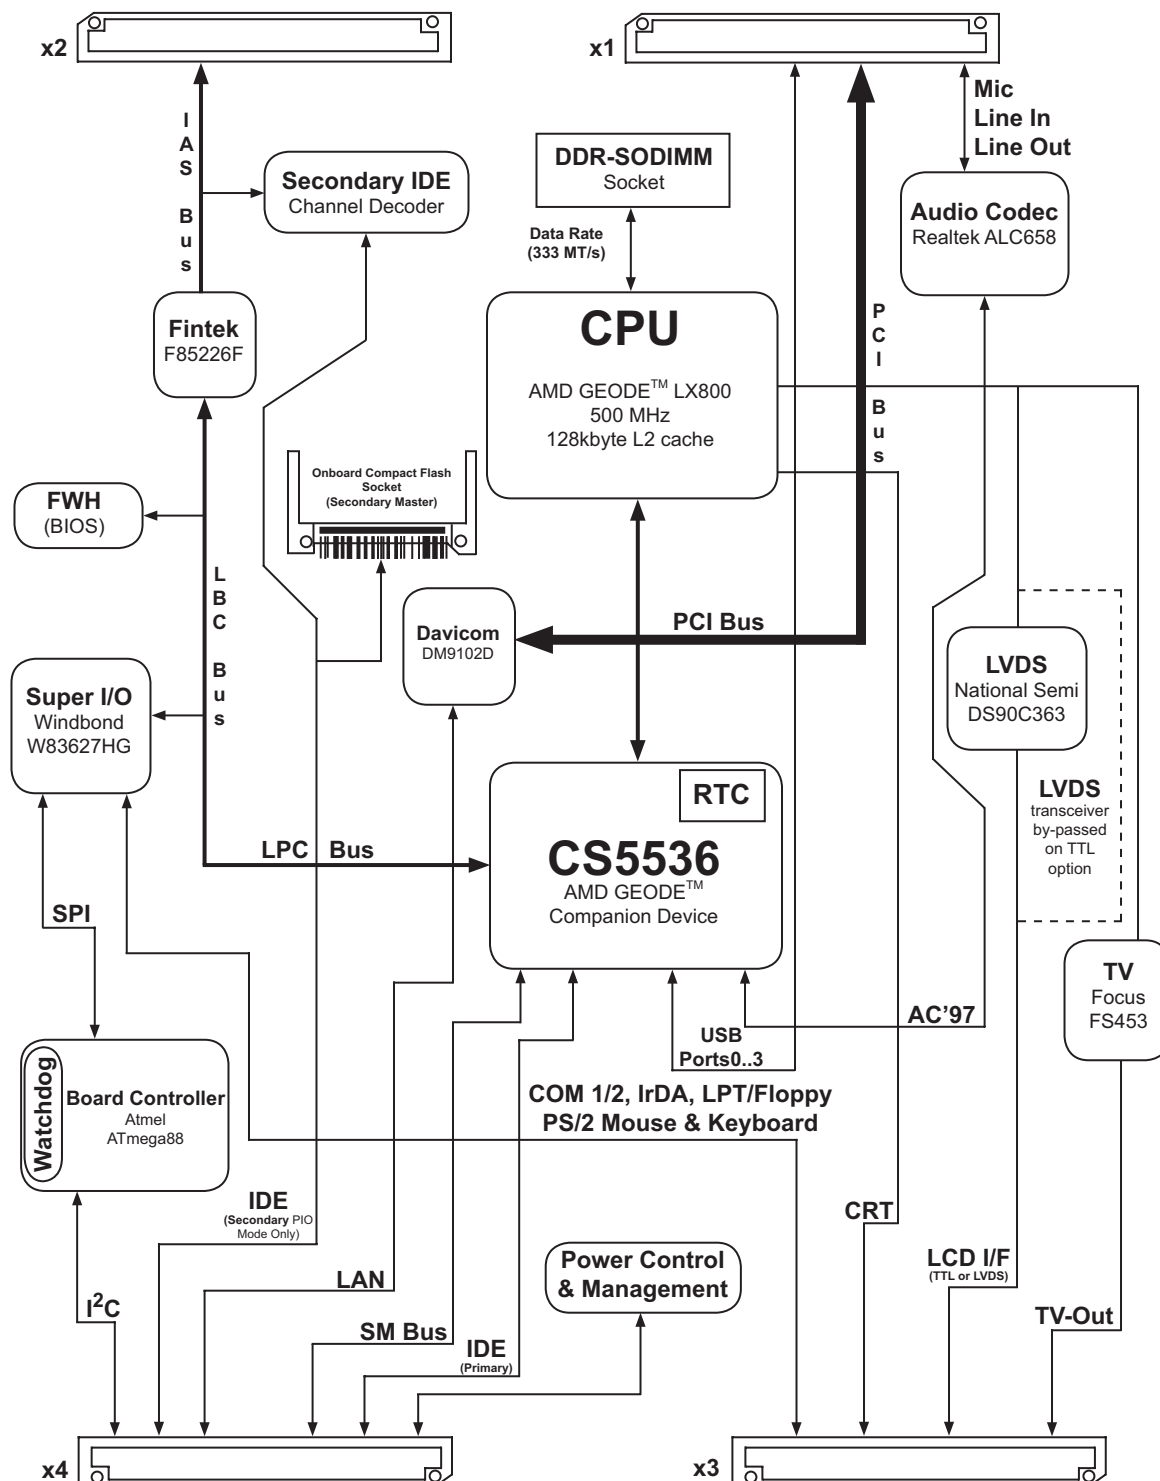 x2
x1
IAS Bus
Mic
Line In
Line Out
DDR-SODIMM
Socket
Secondary IDE
Channel Decoder
Audio Codec
Realtek ALC658
Data Rate
(333 MT/s)
Fintek
F85226F
CPU
AMD GEODE™ LX800
500 MHz
128kbyte L2 cache
PCI Bus
Onboard Compact Flash
Socket
(Secondary Master)
FWH
(BIOS)
LBC Bus
Davicom
DM9102D
PCI Bus
LVDS
National Semi
DS90C363
Super I/O
Windbond
W83627HG
RTC
LVDS
transceiver
by-passed
on TTL
option
LPC Bus
CS5536
AMD GEODE™
Companion Device
SPI
TV
Focus
FS453
AC'97
USB
Ports0..3
Watchdog
Board Controller
Atmel
ATmega88
COM 1/2, IrDA, LPT/Floppy
PS/2 Mouse & Keyboard
IDE
(Secondary PIO
Mode Only)
CRT
Power Control
& Management
LCD I/F
(TTL or LVDS)
LAN
I²C
SM Bus
TV-Out
IDE
(Primary)
x4
x3